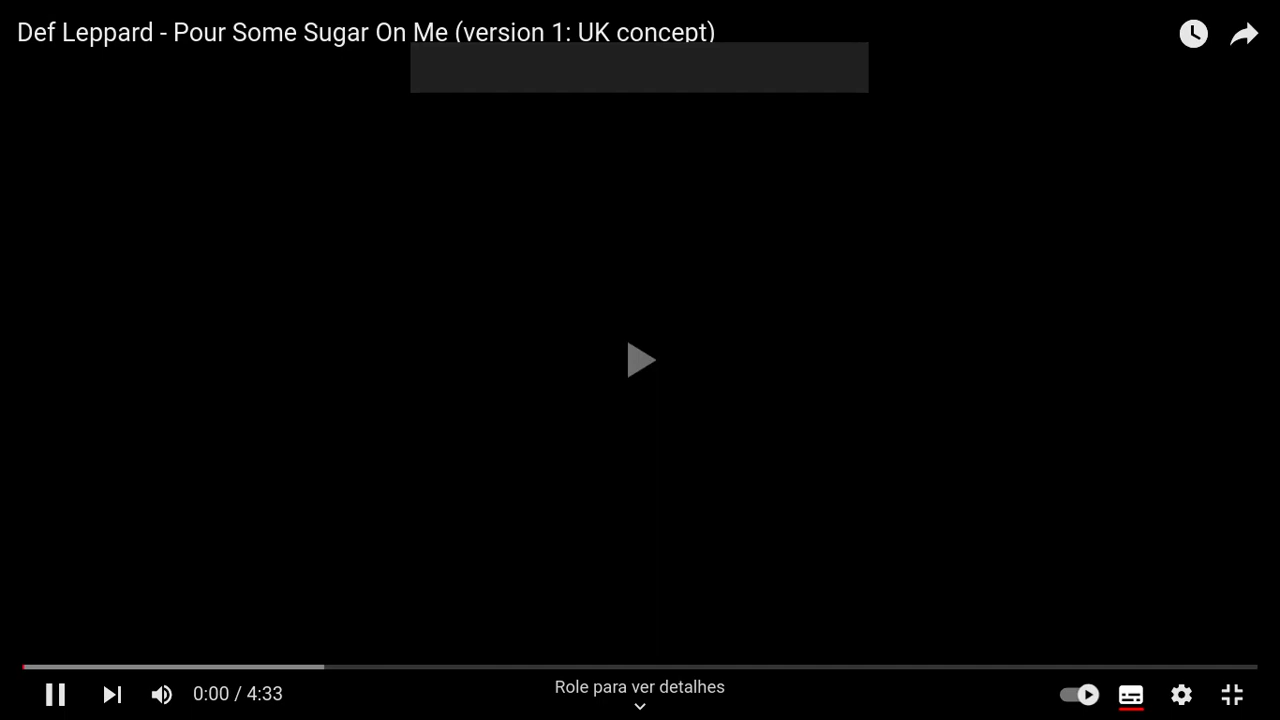 Def Leppard - Pour Some Sugar On Me (version 1: UK concept)
0:00 / 4:33
Role para ver detalhes